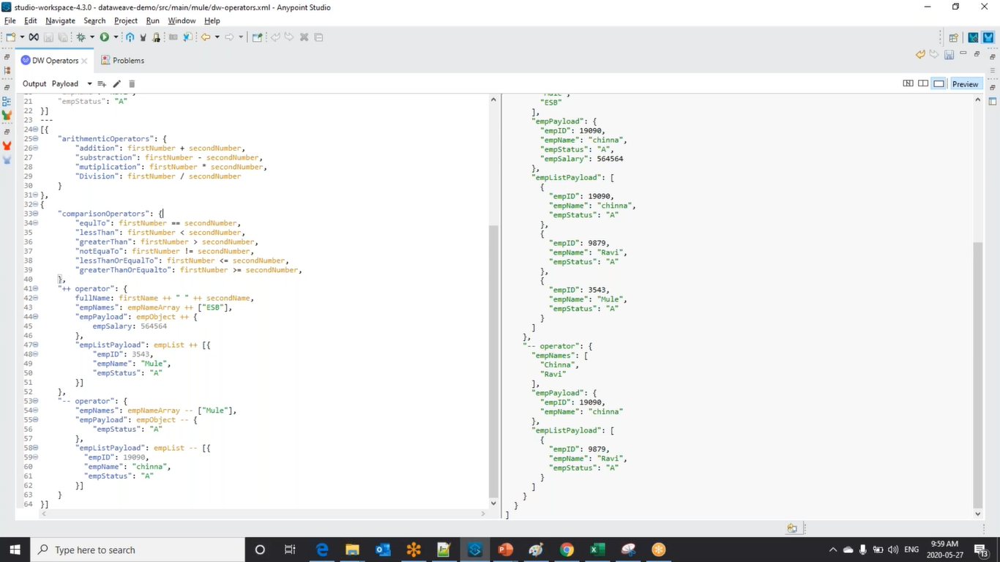 studio-workspace-4.3.0 - dataweave-demo/src/main/mule/dw-operators.xml - Anypoint Studio
File Edit Navigate Search Project Run Window Help
DW Operators Problems
Output Payload Preview
21 "empStatus": "A"
22 }]
23 ---
24 [{
25 "arithmenticOperators": {
26 "addition": firstNumber + secondNumber,
27 "substraction": firstNumber - secondNumber,
28 "mutiplication": firstNumber * secondNumber,
29 "Division": firstNumber / secondNumber
30 }
31 },
32 {
33 "comparisonOperators": {
34 "equlTo": firstNumber == secondNumber,
35 "lessThan": firstNumber < secondNumber,
36 "greaterThan": firstNumber > secondNumber,
37 "notEquaTo": firstNumber != secondNumber,
38 "lessThanOrEqualTo": firstNumber <= secondNumber,
39 "greaterThanOrEqualto": firstNumber >= secondNumber,
40 },
41 "++ operator": {
42 fullName: firstName ++ " " ++ secondName,
43 "empNames": empNameArray ++ ["ESB"],
44 "empPayload": empObject ++ {
45 empSalary: 564564
46 },
47 "empListPayload": empList ++ [{
48 "empID": 3543,
49 "empName": "Mule",
50 "empStatus": "A"
51 }]
52 },
53 "-- operator": {
54 "empNames": empNameArray -- ["Mule"],
55 "empPayload": empObject -- {
56 "empStatus": "A"
57 },
58 "empListPayload": empList -- [{
59 "empID": 19090,
60 "empName": "chinna",
61 "empStatus": "A"
62 }]
63 }
64 }]
"Mule",
"ESB"
],
"empPayload": {
"empID": 19090,
"empName": "chinna",
"empStatus": "A",
"empSalary": 564564
},
"empListPayload": [
{
"empID": 19090,
"empName": "chinna",
"empStatus": "A"
},
{
"empID": 9879,
"empName": "Ravi",
"empStatus": "A"
},
{
"empID": 3543,
"empName": "Mule",
"empStatus": "A"
}
]
},
"-- operator": {
"empNames": [
"Chinna",
"Ravi"
],
"empPayload": {
"empID": 19090,
"empName": "chinna"
},
"empListPayload": [
{
"empID": 9879,
"empName": "Ravi",
"empStatus": "A"
}
]
}
}
]
Type here to search
ENG
9:59 AM
2020-05-27
13